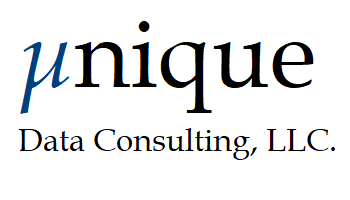 μnique
Data Consulting, LLC.